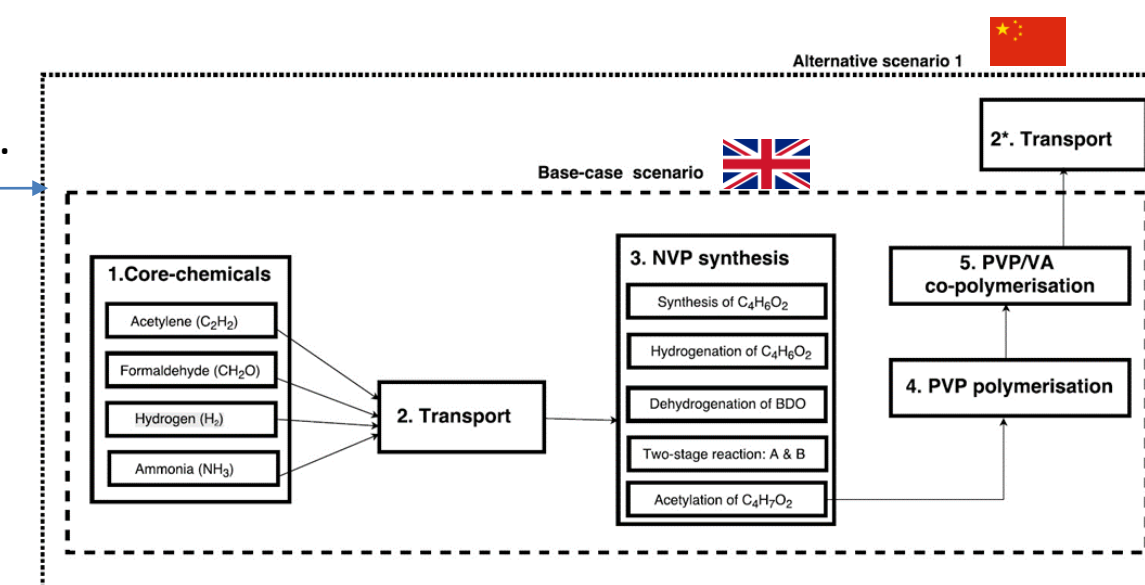 Alternative scenario 1
.
2*. Transport
Base-case scenario
1.Core-chemicals
Acetylene (C₂H₂)
Formaldehyde (CH₂O)
Hydrogen (H₂)
Ammonia (NH₃)
2. Transport
3. NVP synthesis
Synthesis of C₄H₆O₂
Hydrogenation of C₄H₆O₂
Dehydrogenation of BDO
Two-stage reaction: A & B
Acetylation of C₄H₇O₂
5. PVP/VA
co-polymerisation
4. PVP polymerisation